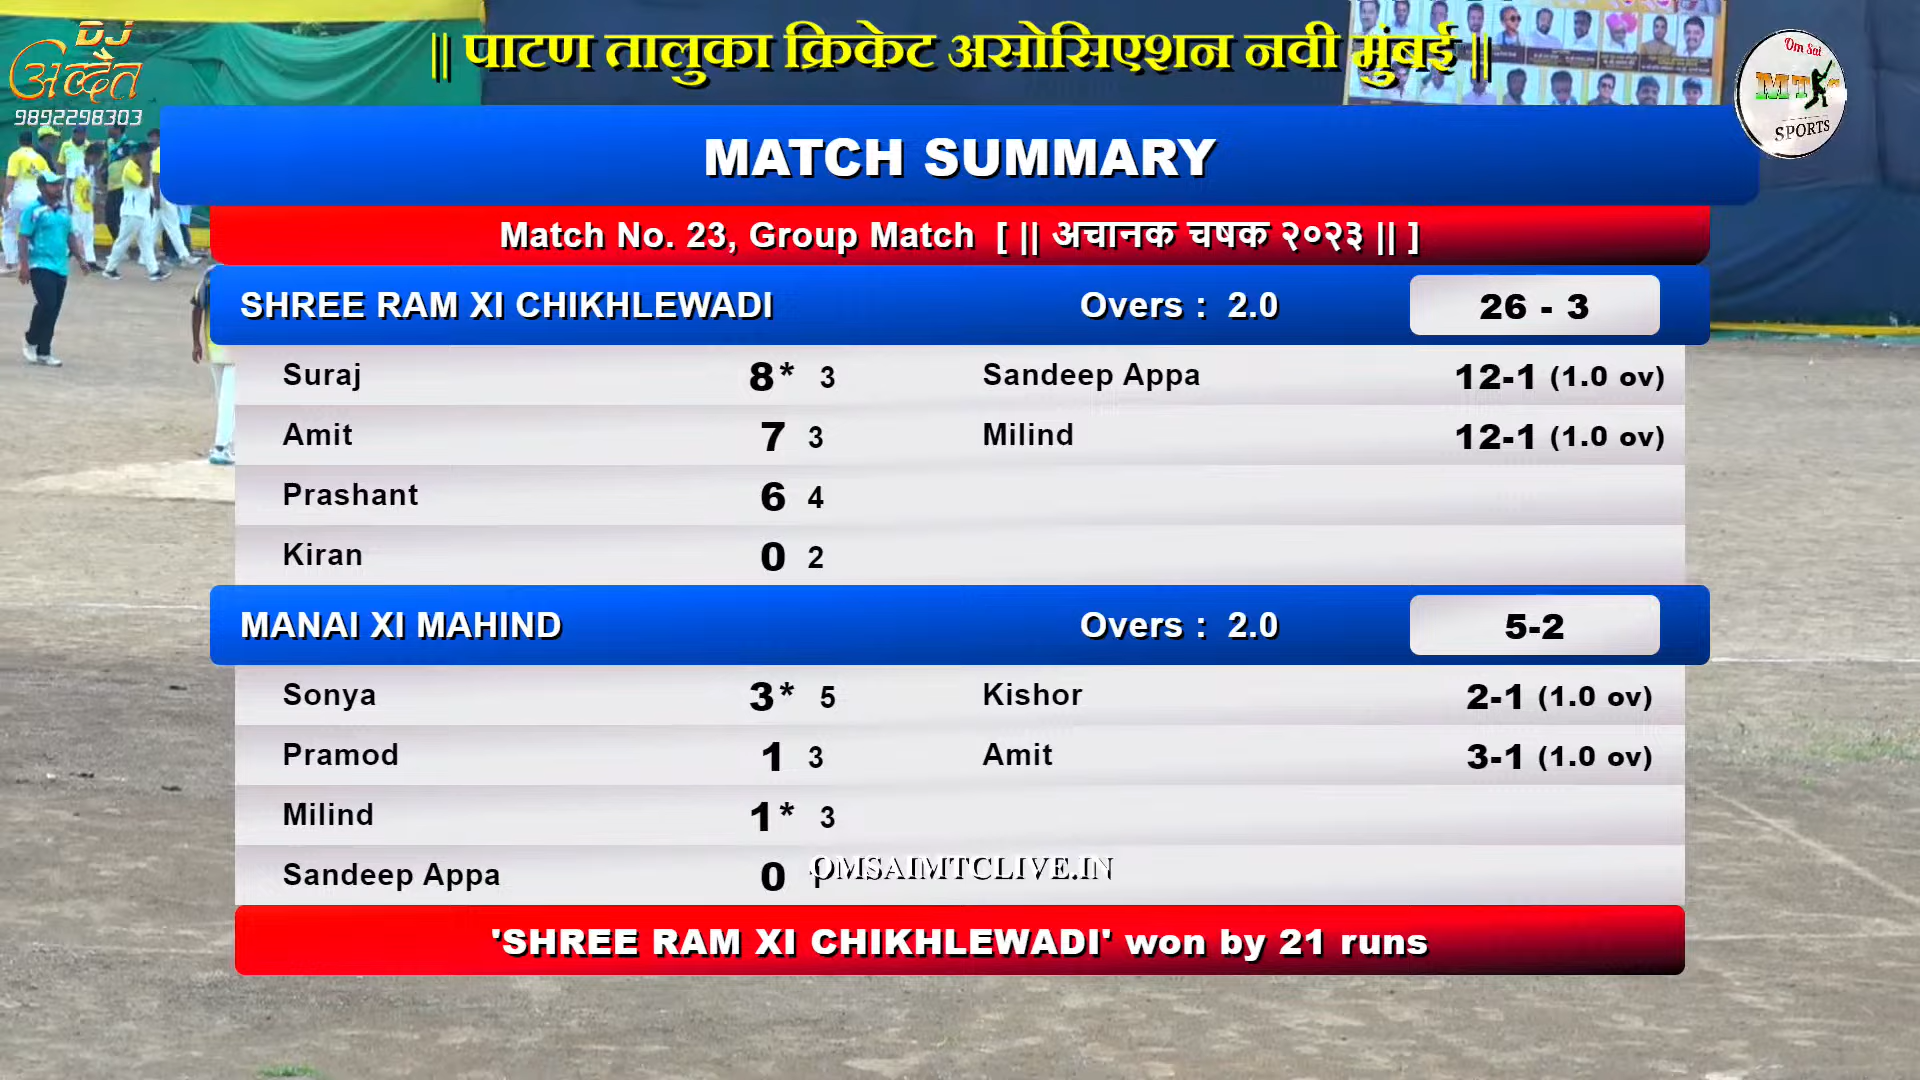 DJ
अव्दैत
9892298303
|| पाटण तालुका क्रिकेट असोसिएशन नवी मुंबई ||
Om Sai
MT
SPORTS
MATCH SUMMARY
Match No. 23, Group Match [ || अचानक चषक २०२३ || ]
SHREE RAM XI CHIKHLEWADI Overs : 2.0 26 - 3
Suraj 8* 3 Sandeep Appa 12-1 (1.0 ov)
Amit 7 3 Milind 12-1 (1.0 ov)
Prashant 6 4
Kiran 0 2
MANAI XI MAHIND Overs : 2.0 5-2
Sonya 3* 5 Kishor 2-1 (1.0 ov)
Pramod 1 3 Amit 3-1 (1.0 ov)
Milind 1* 3
Sandeep Appa 0
OMSAIMTCLIVE.IN
'SHREE RAM XI CHIKHLEWADI' won by 21 runs